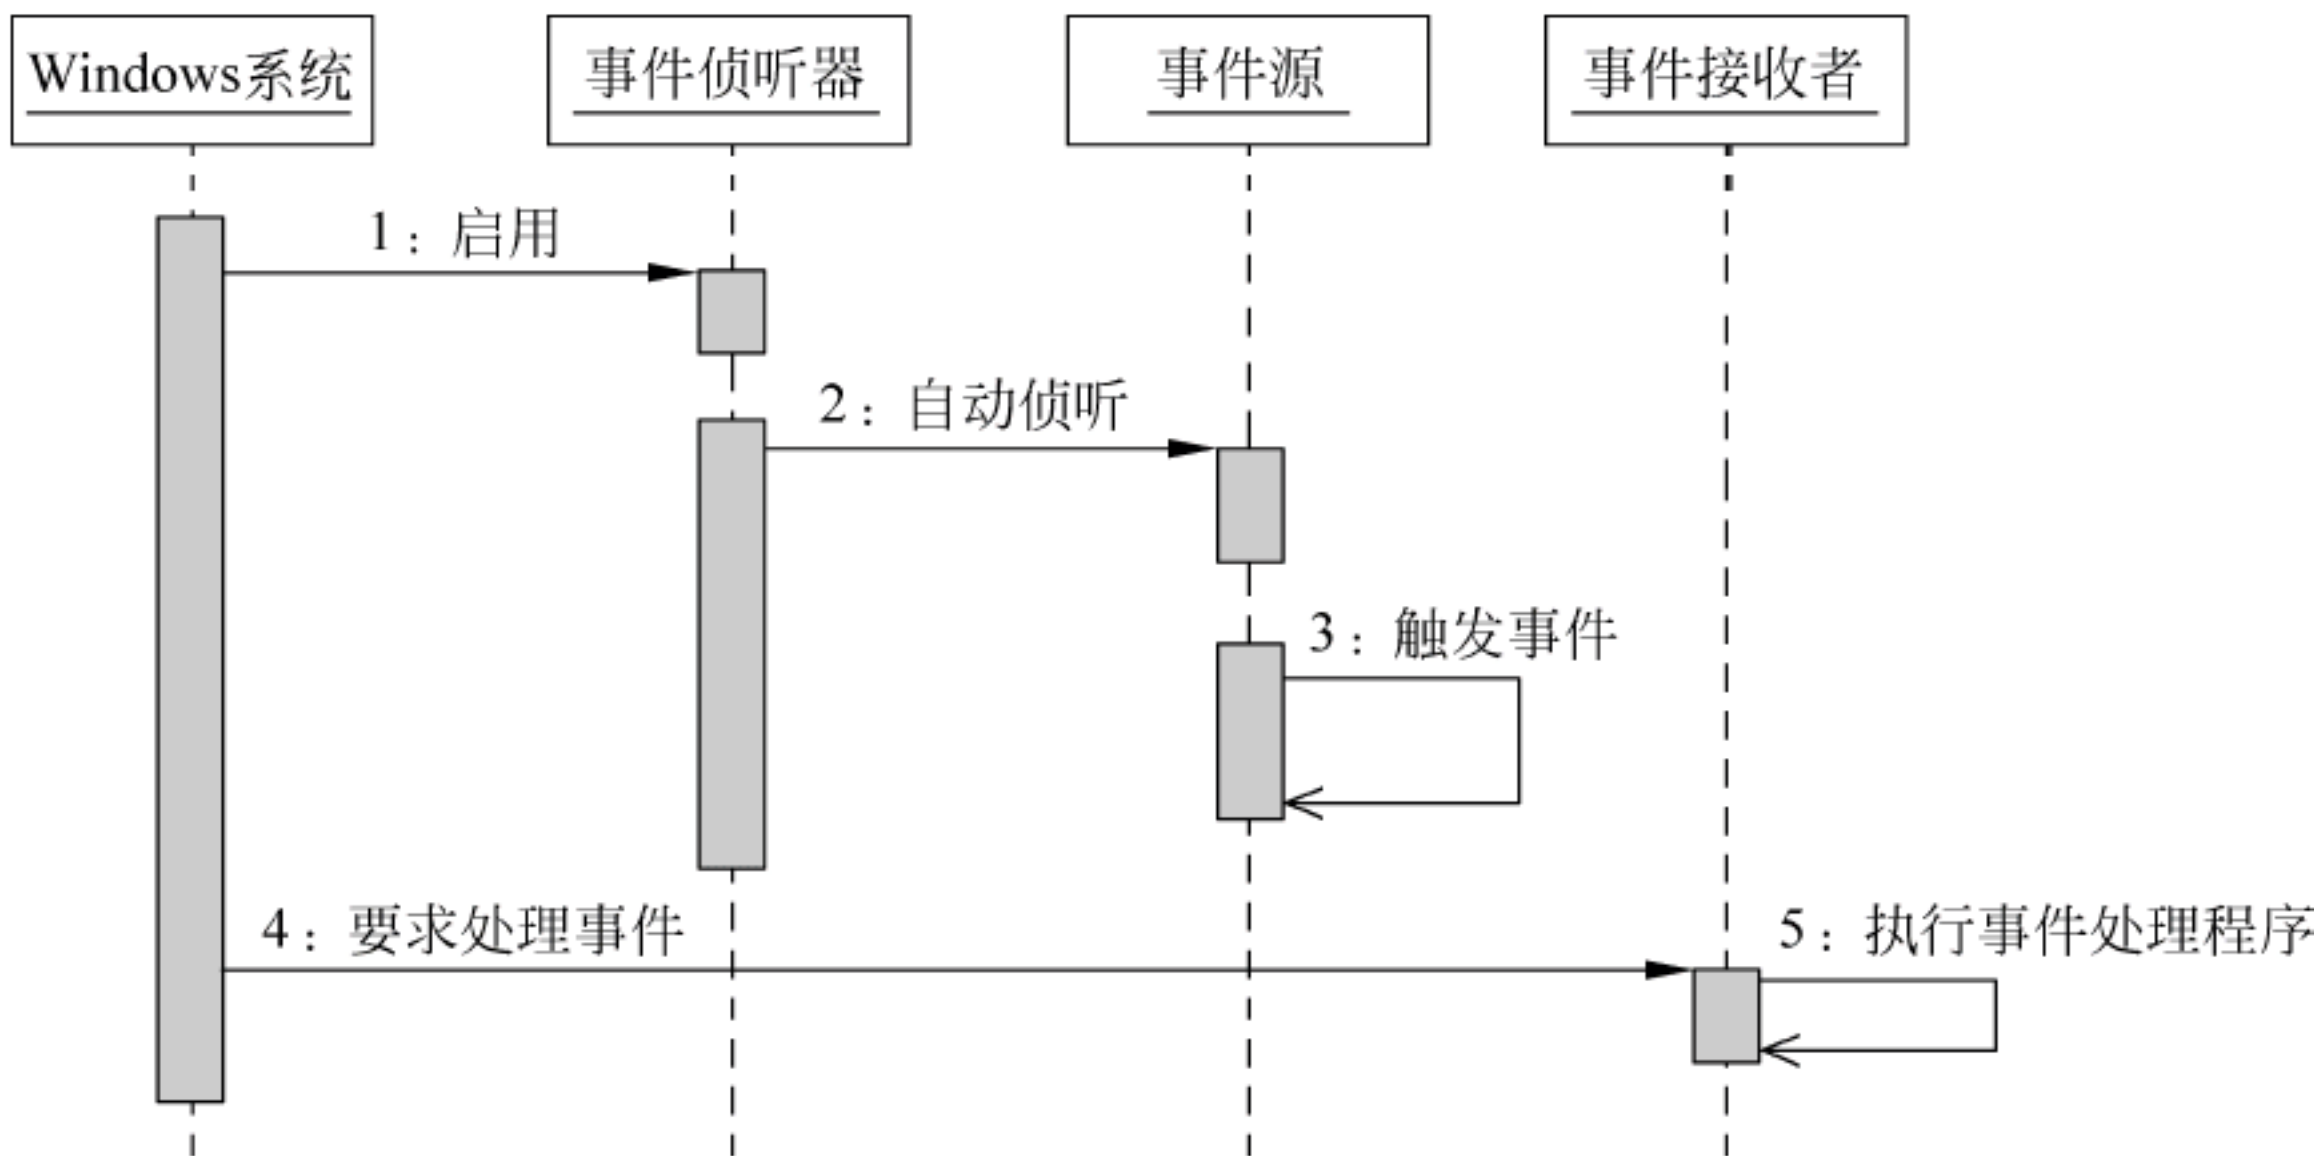 Windows系统
事件侦听器
事件源
事件接收者
1：启用
2：自动侦听
3：触发事件
4：要求处理事件
5：执行事件处理程序